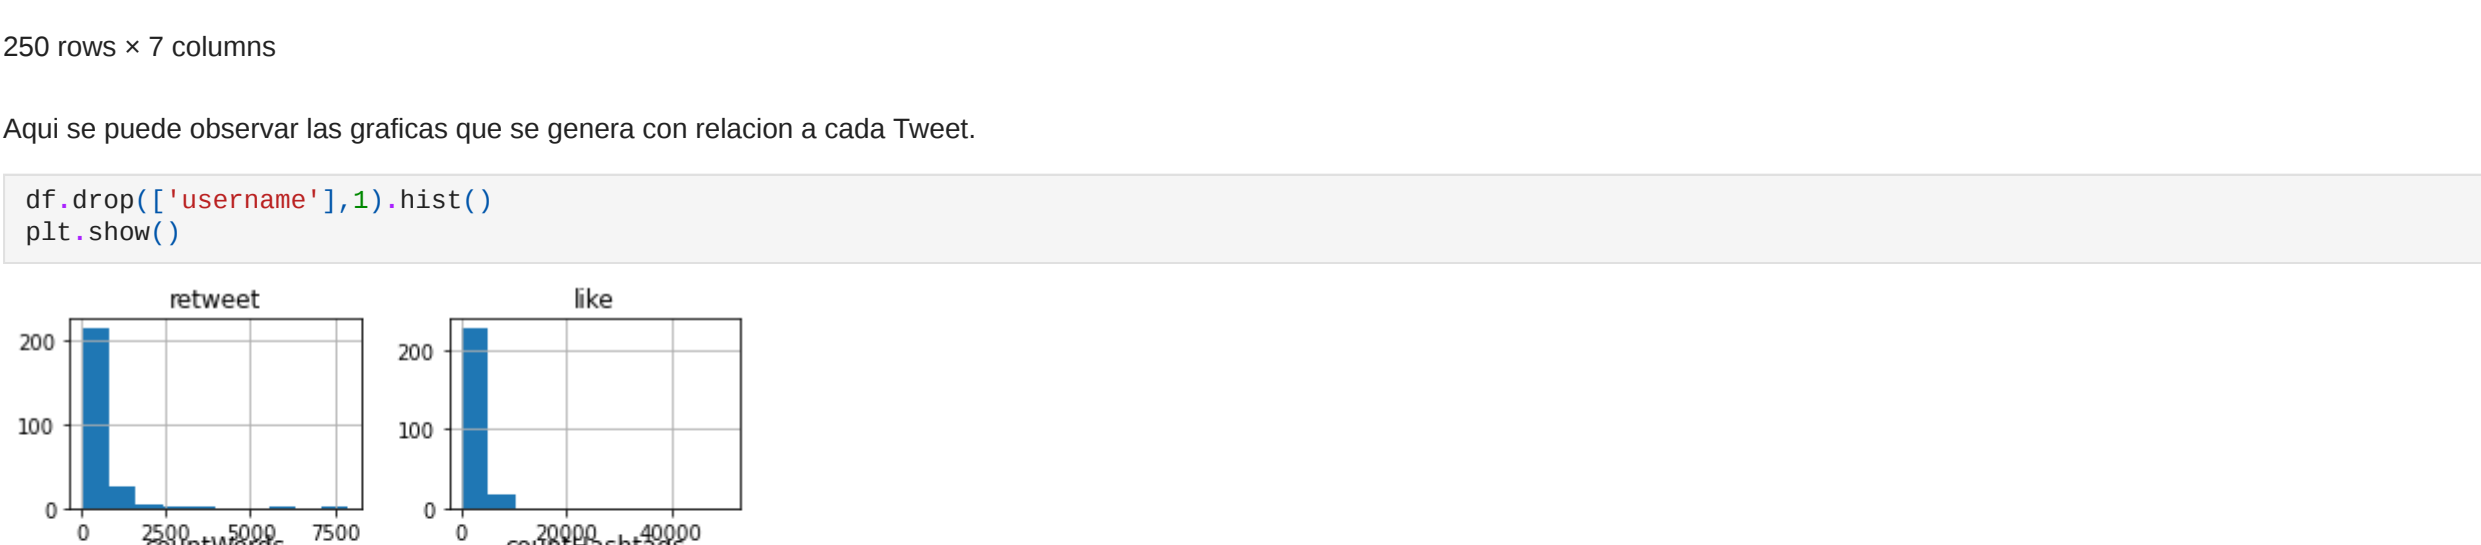 250 rows × 7 columns
Aqui se puede observar las graficas que se genera con relacion a cada Tweet.
df.drop(['username'],1).hist()
plt.show()
retweet like
200
100
0
0 2500 5000 7500
200
100
0
0 20000 40000
countWords countHashtags